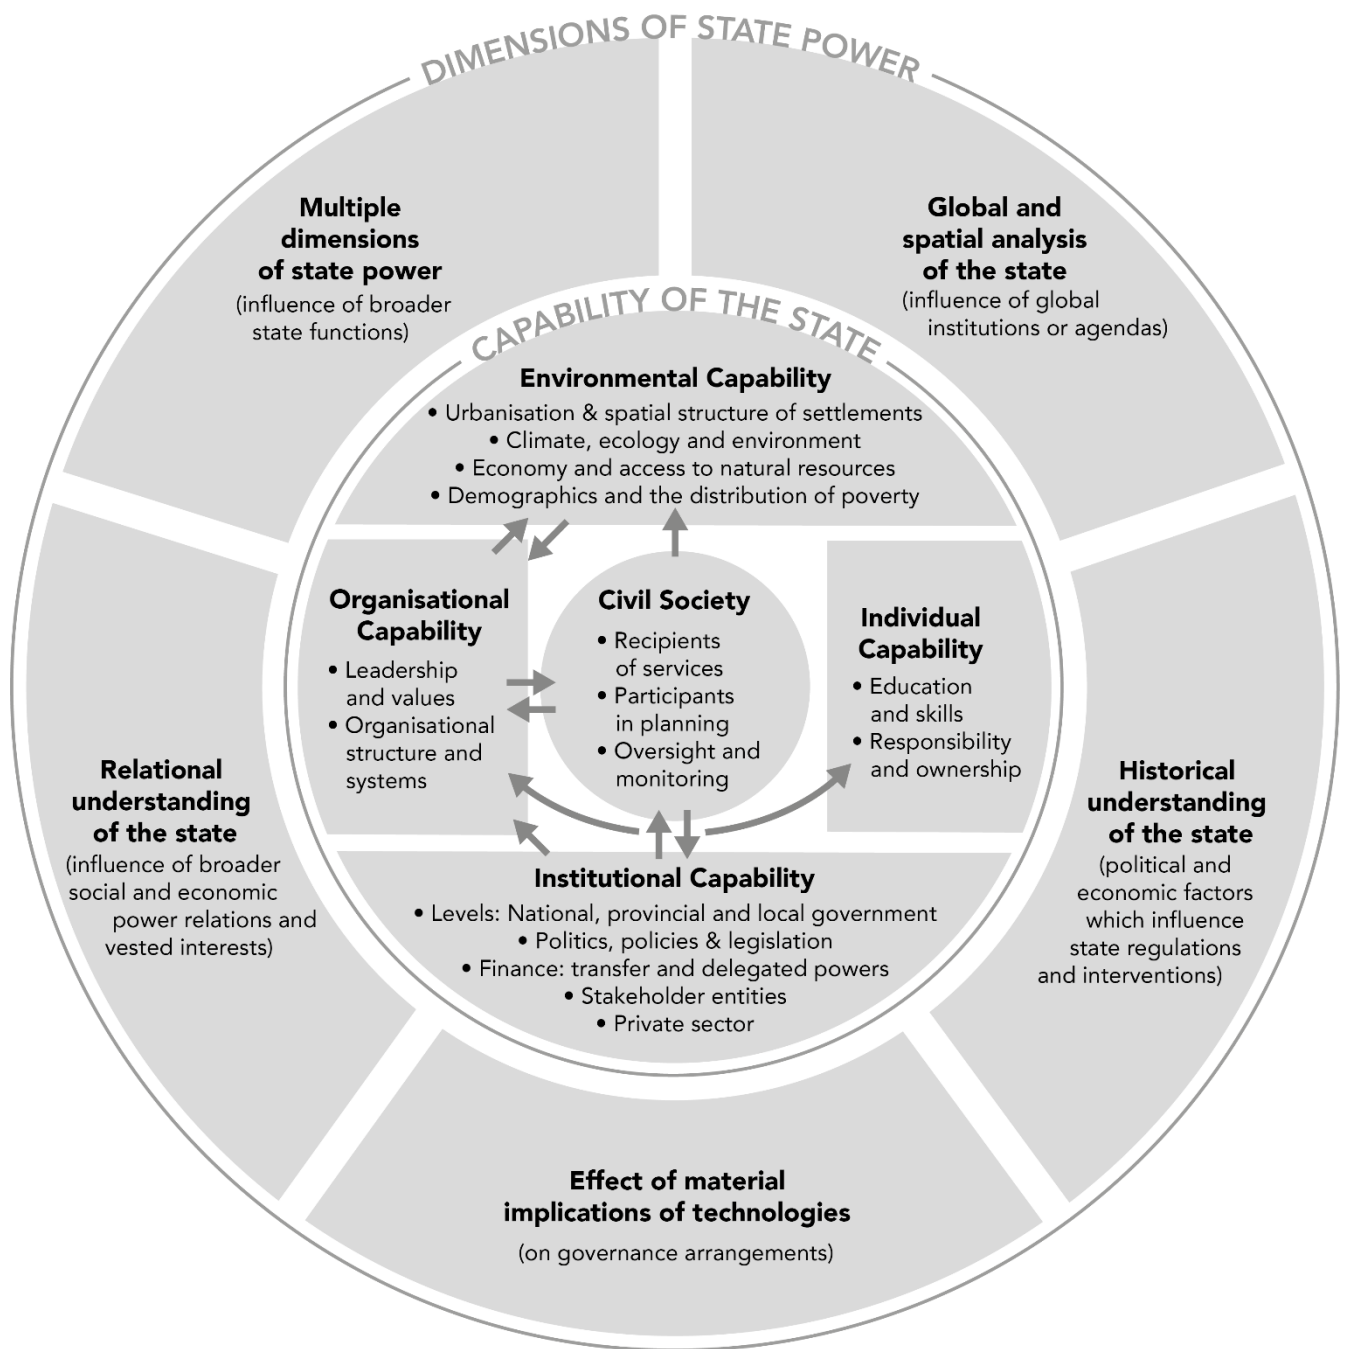 DIMENSIONS OF STATE POWER
Multiple
dimensions
of state power
(influence of broader
state functions)
Global and
spatial analysis
of the state
(influence of global
institutions or agendas)
CAPABILITY OF THE STATE
Environmental Capability
• Urbanisation & spatial structure of settlements
• Climate, ecology and environment
• Economy and access to natural resources
• Demographics and the distribution of poverty
Organisational
Capability
• Leadership
and values
• Organisational
structure and
systems
Civil Society
• Recipients
of services
• Participants
in planning
• Oversight and
monitoring
Individual
Capability
• Education
and skills
• Responsibility
and ownership
Relational
understanding
of the state
(influence of broader
social and economic
power relations and
vested interests)
Historical
understanding
of the state
(political and
economic factors
which influence
state regulations
and interventions)
Institutional Capability
• Levels: National, provincial and local government
• Politics, policies & legislation
• Finance: transfer and delegated powers
• Stakeholder entities
• Private sector
Effect of material
implications of technologies
(on governance arrangements)